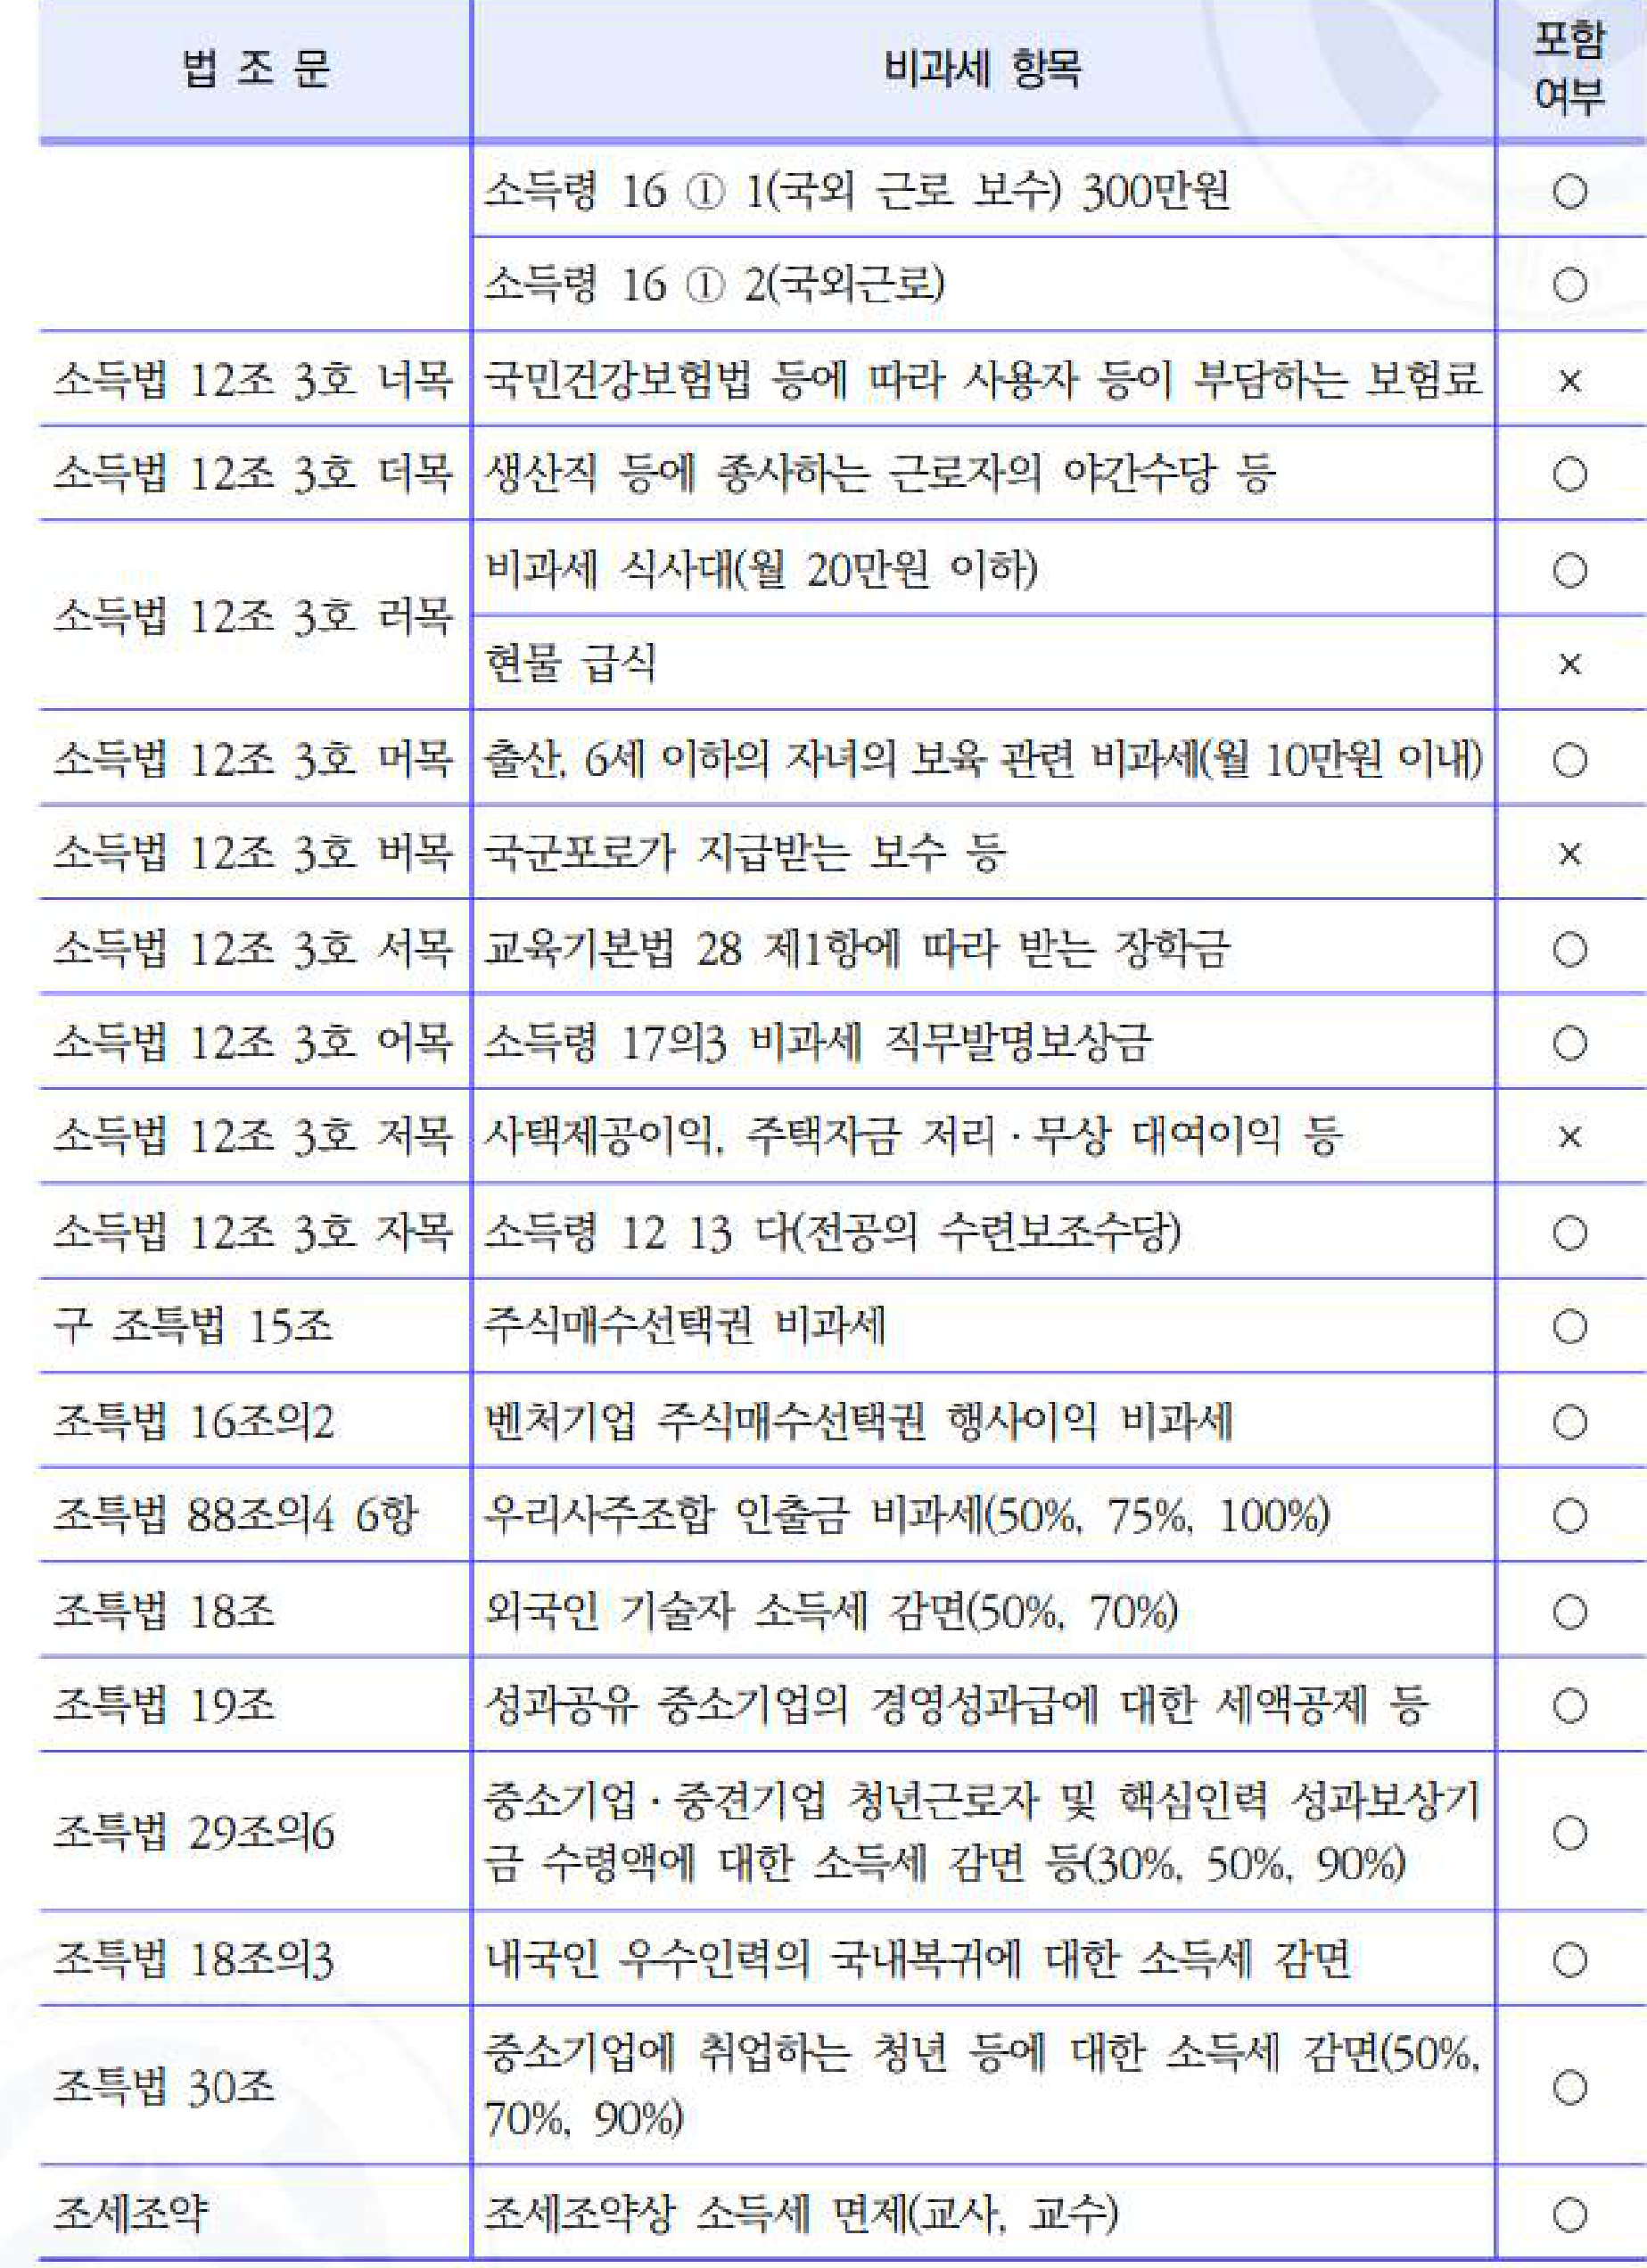 법 조 문 비과세 항목 포함
여부
소득령 16 ① 1(국외 근로 보수) 300만원 ○
소득령 16 ① 2(국외근로) ○
소득법 12조 3호 너목 국민건강보험법 등에 따라 사용자 등이 부담하는 보험료 ×
소득법 12조 3호 더목 생산직 등에 종사하는 근로자의 야간수당 등 ○
소득법 12조 3호 러목 비과세 식사대(월 20만원 이하) ○
현물 급식 ×
소득법 12조 3호 머목 출산, 6세 이하의 자녀의 보육 관련 비과세(월 10만원 이내) ○
소득법 12조 3호 버목 국군포로가 지급받는 보수 등 ×
소득법 12조 3호 서목 교육기본법 28 제1항에 따라 받는 장학금 ○
소득법 12조 3호 어목 소득령 17의3 비과세 직무발명보상금 ○
소득법 12조 3호 저목 사택제공이익, 주택자금 저리·무상 대여이익 등 ×
소득법 12조 3호 자목 소득령 12 13 다(전공의 수련보조수당) ○
구 조특법 15조 주식매수선택권 비과세 ○
조특법 16조의2 벤처기업 주식매수선택권 행사이익 비과세 ○
조특법 88조의4 6항 우리사주조합 인출금 비과세(50%, 75%, 100%) ○
조특법 18조 외국인 기술자 소득세 감면(50%, 70%) ○
조특법 19조 성과공유 중소기업의 경영성과급에 대한 세액공제 등 ○
조특법 29조의6 중소기업·중견기업 청년근로자 및 핵심인력 성과보상기
금 수령액에 대한 소득세 감면 등(30%, 50%, 90%) ○
조특법 18조의3 내국인 우수인력의 국내복귀에 대한 소득세 감면 ○
조특법 30조 중소기업에 취업하는 청년 등에 대한 소득세 감면(50%,
70%, 90%) ○
조세조약 조세조약상 소득세 면제(교사, 교수) ○